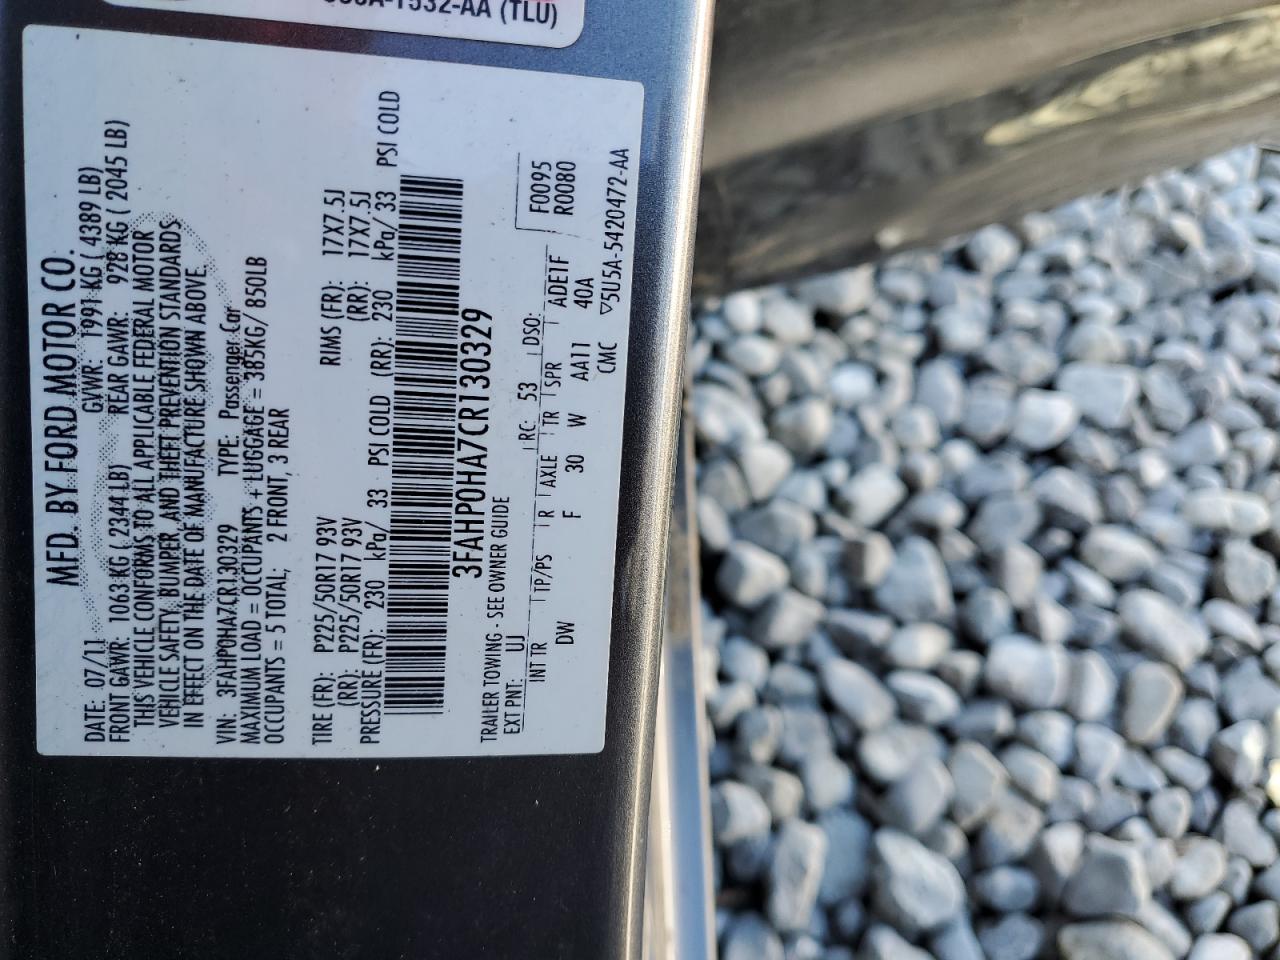 A-1532-AA (TLU)
MFD. BY FORD MOTOR CO.
DATE: 07/11 GVWR: 1991 KG ( 4389 LB)
FRONT GAWR: 1063 KG ( 2344 LB) REAR GAWR: 928 KG ( 2045 LB)
THIS VEHICLE CONFORMS TO ALL APPLICABLE FEDERAL MOTOR
VEHICLE SAFETY, BUMPER, AND THEFT PREVENTION STANDARDS
IN EFFECT ON THE DATE OF MANUFACTURE SHOWN ABOVE.
VIN: 3FAHP0HA7CR130329 TYPE: Passenger Car
MAXIMUM LOAD = OCCUPANTS + LUGGAGE = 385KG/ 850LB
OCCUPANTS = 5 TOTAL; 2 FRONT, 3 REAR
TIRE (FR): P225/50R17 93V RIMS (FR): 17X7.5J
(RR): P225/50R17 93V (RR): 17X7.5J
PRESSURE (FR): 230 kPa/ 33 PSI COLD (RR): 230 kPa/ 33 PSI COLD
3FAHP0HA7CR130329
TRAILER TOWING - SEE OWNER GUIDE F0095
EXT PNT: UJ RC: 53 DSO: R0080
INT TR TP/PS R AXLE TR SPR ADE1F
DW F 30 W AA11 40A
CMC ▽5U5A-5420472-AA